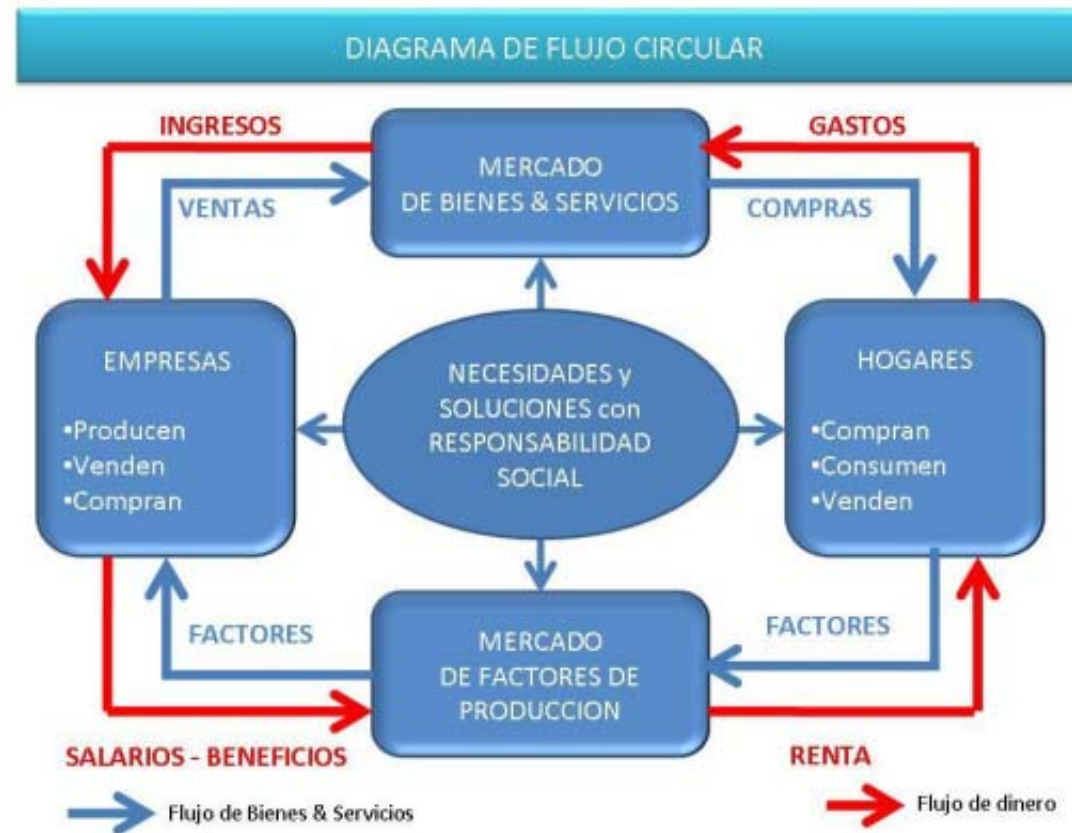 DIAGRAMA DE FLUJO CIRCULAR
INGRESOS
GASTOS
MERCADO
DE BIENES & SERVICIOS
VENTAS
COMPRAS
EMPRESAS
•Producen
•Venden
•Compran
NECESIDADES y
SOLUCIONES con
RESPONSABILIDAD
SOCIAL
HOGARES
•Compran
•Consumen
•Venden
FACTORES
FACTORES
MERCADO
DE FACTORES DE
PRODUCCION
SALARIOS - BENEFICIOS
RENTA
Flujo de Bienes & Servicios
Flujo de dinero